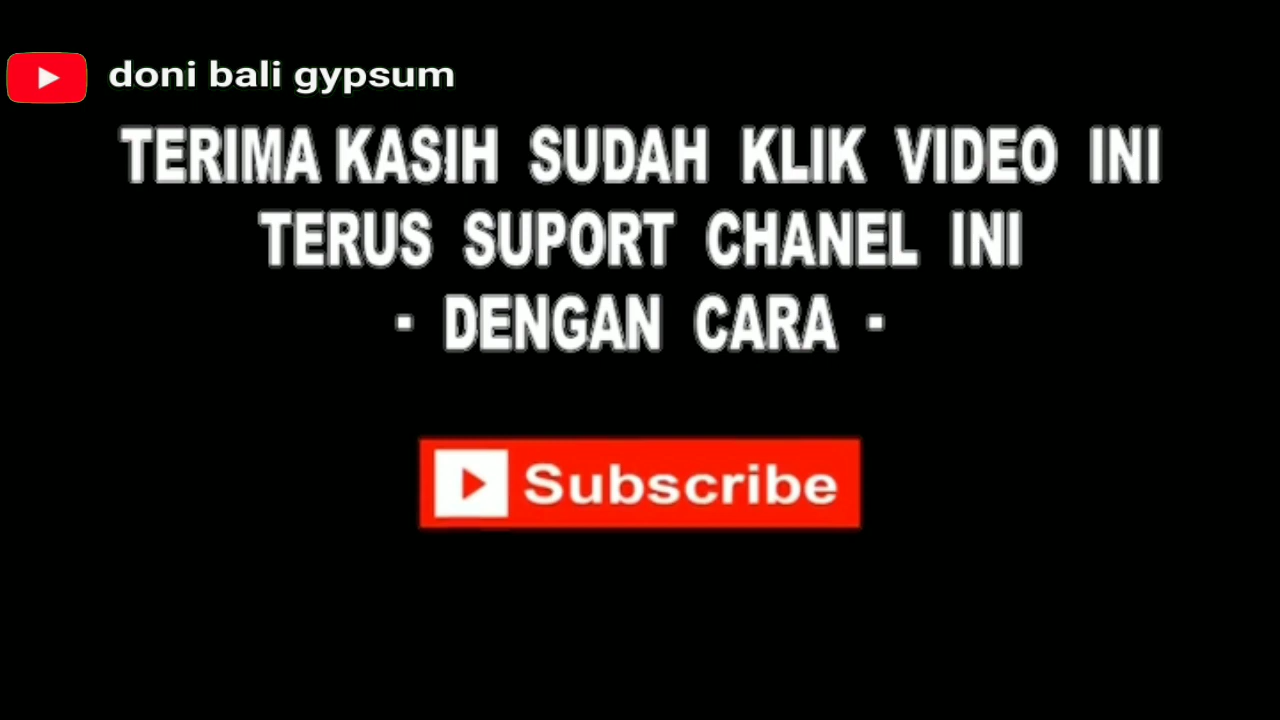 doni bali gypsum
TERIMA KASIH SUDAH KLIK VIDEO INI
TERUS SUPORT CHANEL INI
- DENGAN CARA -
Subscribe